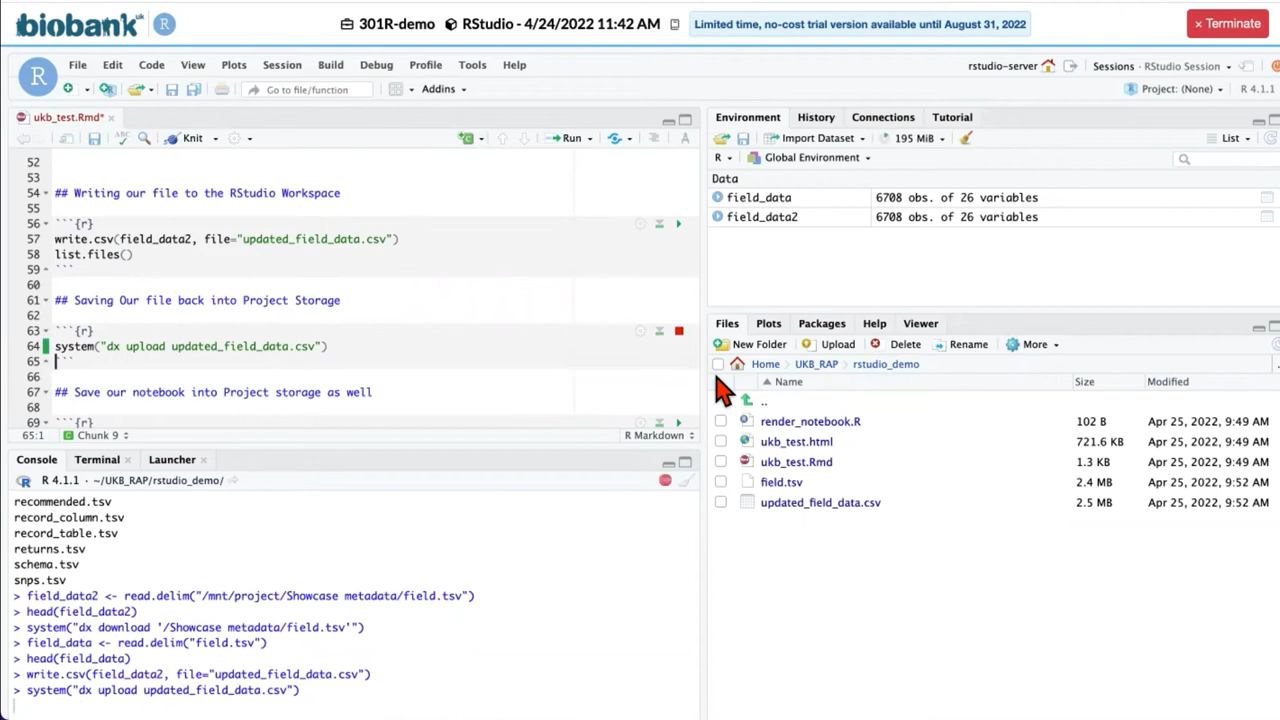 biobank uk R 301R-demo RStudio - 4/24/2022 11:42 AM Limited time, no-cost trial version available until August 31, 2022 × Terminate
R File Edit Code View Plots Session Build Debug Profile Tools Help rstudio-server Sessions RStudio Session
Go to file/function Addins Project: (None) R 4.1.1
ukb_test.Rmd*
Knit Run
52
53
54 ## Writing our file to the RStudio Workspace
55
56 ```{r}
57 write.csv(field_data2, file="updated_field_data.csv")
58 list.files()
59 ```
60
61 ## Saving Our file back into Project Storage
62
63 ```{r}
64 system("dx upload updated_field_data.csv")
65 ```
66
67 ## Save our notebook into Project storage as well
68
69 ```{r}
65:1 Chunk 9 R Markdown
Console Terminal Launcher
R 4.1.1 · ~/UKB_RAP/rstudio_demo/
recommended.tsv
record_column.tsv
record_table.tsv
returns.tsv
schema.tsv
snps.tsv
> field_data2 <- read.delim("/mnt/project/Showcase metadata/field.tsv")
> head(field_data2)
> system("dx download '/Showcase metadata/field.tsv'")
> field_data <- read.delim("field.tsv")
> head(field_data)
> write.csv(field_data2, file="updated_field_data.csv")
> system("dx upload updated_field_data.csv")
Environment History Connections Tutorial
Import Dataset 195 MiB List
R Global Environment
Data
field_data 6708 obs. of 26 variables
field_data2 6708 obs. of 26 variables
Files Plots Packages Help Viewer
New Folder Upload Delete Rename More
Home UKB_RAP rstudio_demo
Name Size Modified
..
render_notebook.R 102 B Apr 25, 2022, 9:49 AM
ukb_test.html 721.6 KB Apr 25, 2022, 9:49 AM
ukb_test.Rmd 1.3 KB Apr 25, 2022, 9:49 AM
field.tsv 2.4 MB Apr 25, 2022, 9:52 AM
updated_field_data.csv 2.5 MB Apr 25, 2022, 9:52 AM